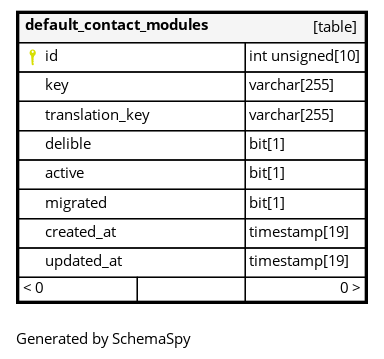 default_contact_modules [table]
id int unsigned[10]
key varchar[255]
translation_key varchar[255]
delible bit[1]
active bit[1]
migrated bit[1]
created_at timestamp[19]
updated_at timestamp[19]
< 0 0 >
Generated by SchemaSpy